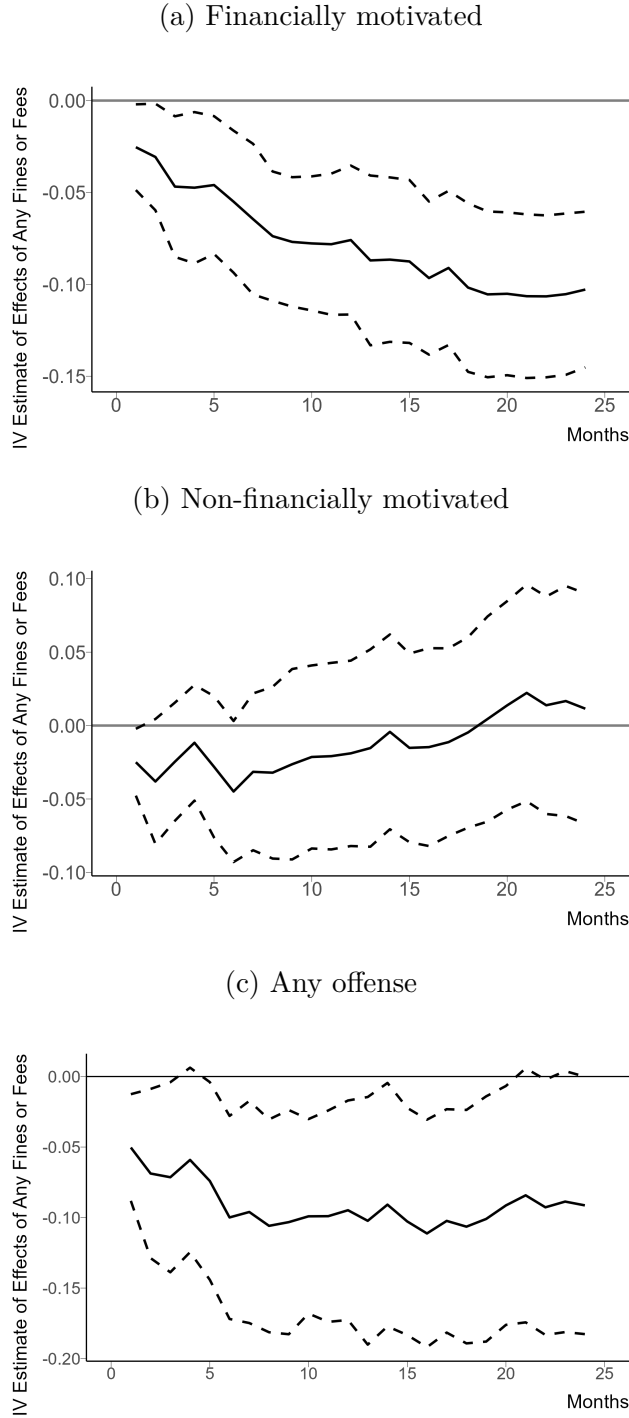 (a) Financially motivated
IV Estimate of Effects of Any Fines or Fees
0.00
-0.05
-0.10
-0.15
0 5 10 15 20 25
Months
(b) Non-financially motivated
IV Estimate of Effects of Any Fines or Fees
0.10
0.05
0.00
-0.05
-0.10
0 5 10 15 20 25
Months
(c) Any offense
IV Estimate of Effects of Any Fines or Fees
0.00
-0.05
-0.10
-0.15
-0.20
0 5 10 15 20 25
Months